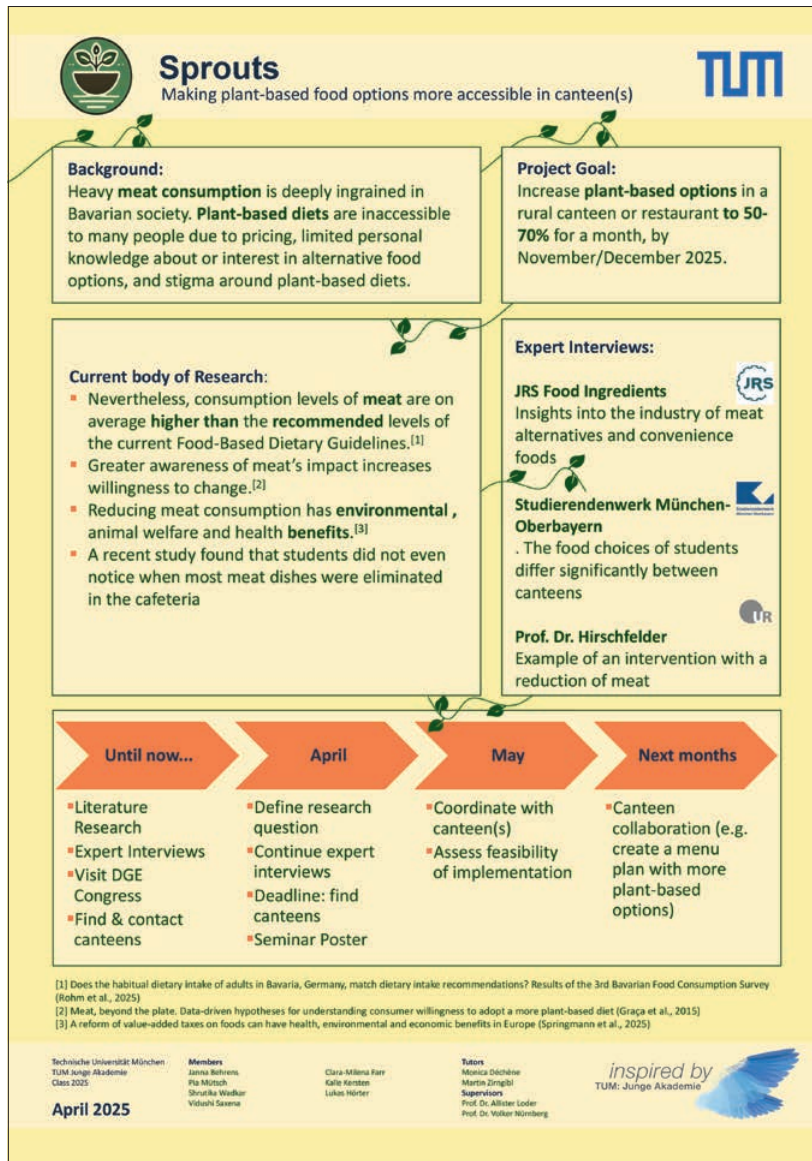 Sprouts
Making plant-based food options more accessible in canteen(s)
TUM
Background:
Heavy meat consumption is deeply ingrained in
Bavarian society. Plant-based diets are inaccessible
to many people due to pricing, limited personal
knowledge about or interest in alternative food
options, and stigma around plant-based diets.
Project Goal:
Increase plant-based options in a
rural canteen or restaurant to 50-
70% for a month, by
November/December 2025.
Current body of Research:
▪ Nevertheless, consumption levels of meat are on
average higher than the recommended levels of
the current Food-Based Dietary Guidelines.[1]
▪ Greater awareness of meat's impact increases
willingness to change.[2]
▪ Reducing meat consumption has environmental ,
animal welfare and health benefits.[3]
▪ A recent study found that students did not even
notice when most meat dishes were eliminated
in the cafeteria
Expert Interviews:
JRS
JRS Food Ingredients
Insights into the industry of meat
alternatives and convenience
foods
Studierendenwerk München-
Oberbayern
. The food choices of students
differ significantly between
canteens
UR
Prof. Dr. Hirschfelder
Example of an intervention with a
reduction of meat
Until now...
▪Literature
Research
▪Expert Interviews
▪Visit DGE
Congress
▪Find & contact
canteens
April
▪Define research
question
▪Continue expert
interviews
▪Deadline: find
canteens
▪Seminar Poster
May
▪Coordinate with
canteen(s)
▪Assess feasibility
of implementation
Next months
▪Canteen
collaboration (e.g.
create a menu
plan with more
plant-based
options)
[1] Does the habitual dietary intake of adults in Bavaria, Germany, match dietary intake recommendations? Results of the 3rd Bavarian Food Consumption Survey
(Rohm et al., 2025)
[2] Meat, beyond the plate. Data-driven hypotheses for understanding consumer willingness to adopt a more plant-based diet (Graça et al., 2015)
[3] A reform of value-added taxes on foods can have health, environmental and economic benefits in Europe (Springmann et al., 2025)
Technische Universität München
TUM Junge Akademie
Class 2025
April 2025
Members
Janna Behrens
Pia Mütsch
Shrutika Wadkar
Vidushi Saxena
Clara-Milena Farr
Kalle Kersten
Lukas Hörter
Tutors
Monica Déchène
Martin Zirngibl
Supervisors
Prof. Dr. Allister Loder
Prof. Dr. Volker Nürnberg
inspired by
TUM: Junge Akademie